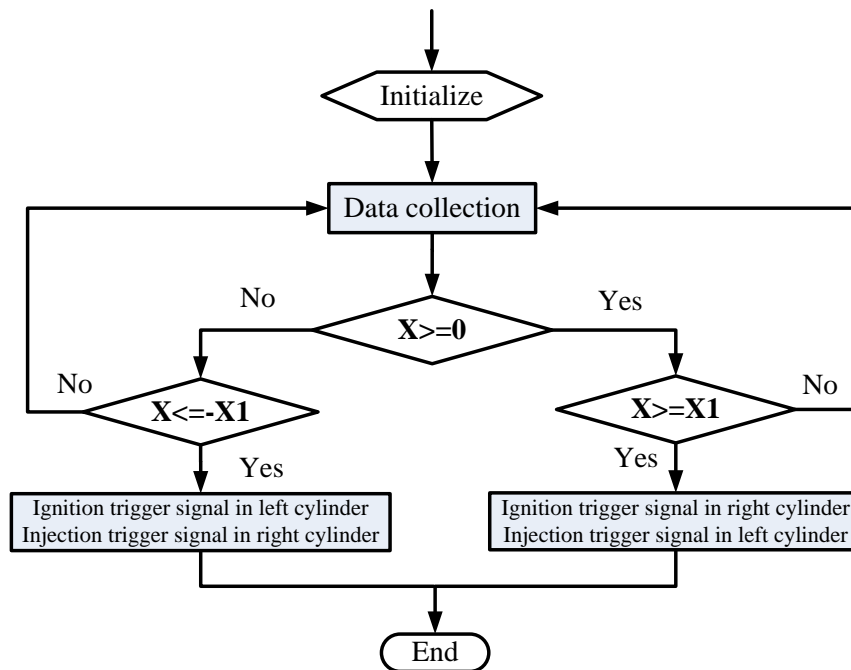 Initialize
Data collection
No
Yes
X>=0
No
No
X<=-X1
X>=X1
Yes
Yes
Ignition trigger signal in left cylinder
Injection trigger signal in right cylinder
Ignition trigger signal in right cylinder
Injection trigger signal in left cylinder
End